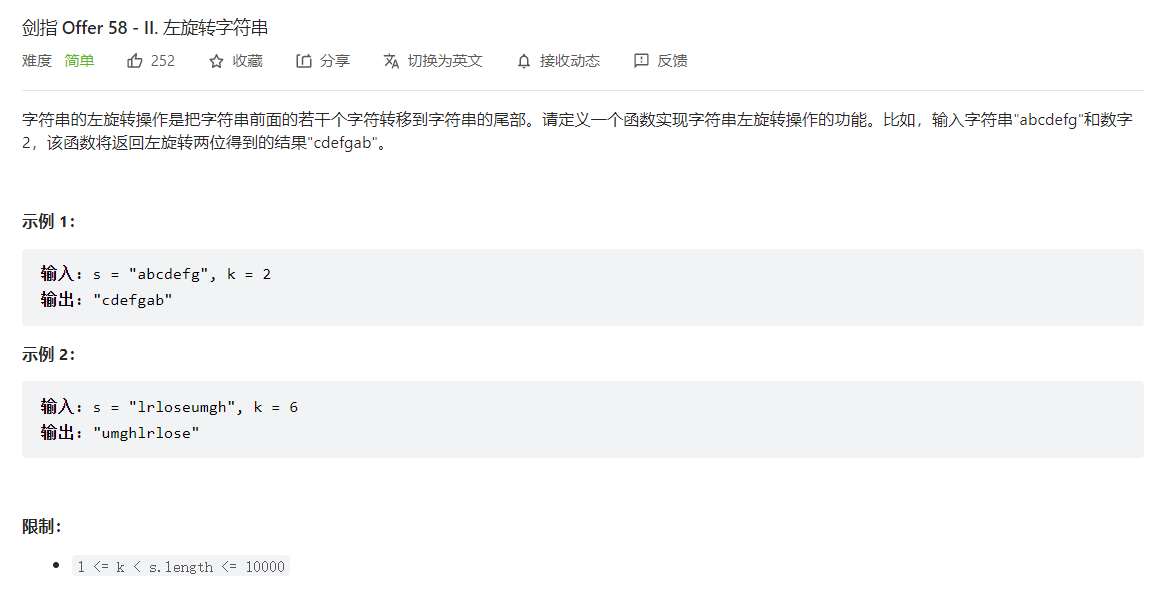 剑指 Offer 58 - II. 左旋转字符串
难度 简单 252 收藏 分享 切换为英文 接收动态 反馈
字符串的左旋转操作是把字符串前面的若干个字符转移到字符串的尾部。请定义一个函数实现字符串左旋转操作的功能。比如，输入字符串"abcdefg"和数字
2，该函数将返回左旋转两位得到的结果"cdefgab"。
示例 1：
输入: s = "abcdefg", k = 2
输出: "cdefgab"
示例 2：
输入: s = "lrloseumgh", k = 6
输出: "umghlrlose"
限制：
1 <= k < s.length <= 10000